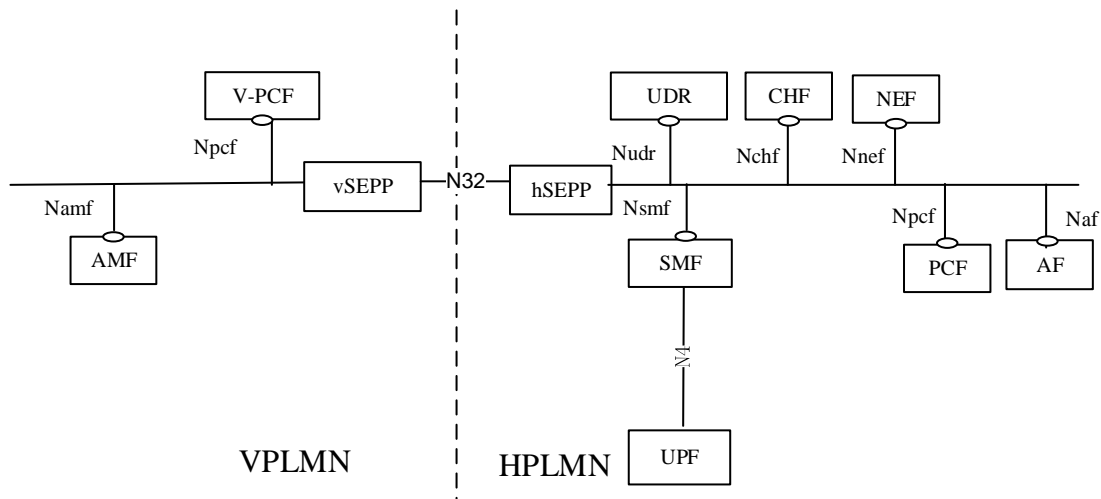 V-PCF
UDR
CHF
NEF
Npcf
Nudr
Nchf
Nnef
vSEPP
N32
hSEPP
Namf
Nsmf
Npcf
Naf
AMF
SMF
PCF
AF
N4
VPLMN
HPLMN
UPF